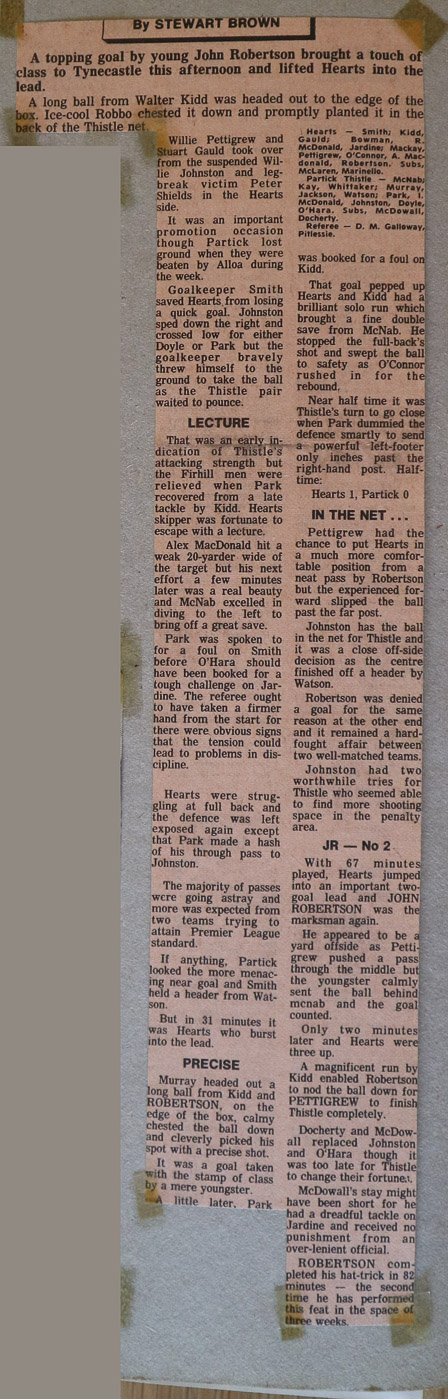 By STEWART BROWN
A topping goal by young John Robertson brought a touch of
class to Tynecastle this afternoon and lifted Hearts into the
lead.
A long ball from Walter Kidd was headed out to the edge of the
box. Ice-cool Robbo chested it down and promptly planted it in the
back of the Thistle net.
Willie Pettigrew and
Stuart Gauld took over
from the suspended Wil-
lie Johnston and leg-
break victim Peter
Shields in the Hearts
side.
It was an important
promotion occasion
though Partick lost
ground when they were
beaten by Alloa during
the week.
Goalkeeper Smith
saved Hearts from losing
a quick goal. Johnston
sped down the right and
crossed low for either
Doyle or Park but the
goalkeeper bravely
threw himself to the
ground to take the ball
as the Thistle pair
waited to pounce.
LECTURE
That was an early in-
dication of Thistle's
attacking strength but
the Firhill men were
relieved when Park
recovered from a late
tackle by Kidd. Hearts
skipper was fortunate to
escape with a lecture.
Alex MacDonald hit a
weak 20-yarder wide of
the target but his next
effort a few minutes
later was a real beauty
and McNab excelled in
diving to the left to
bring off a great save.
Park was spoken to
for a foul on Smith
before O'Hara should
have been booked for a
tough challenge on Jar-
dine. The referee ought
to have taken a firmer
hand from the start for
there were obvious signs
that the tension could
lead to problems in dis-
cipline.
Hearts were strug-
gling at full back and
the defence was left
exposed again except
that Park made a hash
of his through pass to
Johnston.
The majority of passes
were going astray and
more was expected from
two teams trying to
attain Premier League
standard.
If anything, Partick
looked the more menac-
ing near goal and Smith
held a header from Wat-
son.
But in 31 minutes it
was Hearts who burst
into the lead.
PRECISE
Murray headed out a
long ball from Kidd and
ROBERTSON, on the
edge of the box, calmy
chested the ball down
and cleverly picked his
spot with a precise shot.
It was a goal taken
with the stamp of class
by a mere youngster.
A little later, Park
Hearts — Smith; Kidd,
Gauld; Bowman, R.
McDonald, Jardine; Mackay,
Pettigrew, O'Connor, A. Mac-
donald, Robertson. Subs,
McLaren, Marinello.
Partick Thistle — McNab;
Kay, Whittaker; Murray,
Jackson, Watson; Park, I.
McDonald, Johnston, Doyle,
O'Hara. Subs, McDowall,
Docherty.
Referee — D. M. Galloway,
Pitlessie.
was booked for a foul on
Kidd.
That goal pepped up
Hearts and Kidd had a
brilliant solo run which
brought a fine double
save from McNab. He
stopped the full-back's
shot and swept the ball
to safety as O'Connor
rushed in for the
rebound.
Near half time it was
Thistle's turn to go close
when Park dummied the
defence smartly to send
a powerful left-footer
only inches past the
right-hand post. Half-
time:
Hearts 1, Partick 0
IN THE NET ...
Pettigrew had the
chance to put Hearts in
a much more comfor-
table position from a
neat pass by Robertson
but the experienced for-
ward slipped the ball
past the far post.
Johnston has the ball
in the net for Thistle and
it was a close off-side
decision as the centre
finished off a header by
Watson.
Robertson was denied
a goal for the same
reason at the other end
and it remained a hard-
fought affair between
two well-matched teams.
Johnston had two
worthwhile tries for
Thistle who seemed able
to find more shooting
space in the penalty
area.
JR — No 2
With 67 minutes
played, Hearts jumped
into an important two-
goal lead and JOHN
ROBERTSON was the
marksman again.
He appeared to be a
yard offside as Petti-
grew pushed a pass
through the middle but
the youngster calmly
sent the ball behind
mcnab and the goal
counted.
Only two minutes
later and Hearts were
three up.
A magnificent run by
Kidd enabled Robertson
to nod the ball down for
PETTIGREW to finish
Thistle completely.
Docherty and McDow-
all replaced Johnston
and O'Hara though it
was too late for Thistle
to change their fortunes.
McDowall's stay might
have been short for he
had a dreadful tackle on
Jardine and received no
punishment from an
over-lenient official.
ROBERTSON com-
pleted his hat-trick in 82
minutes — the second
time he has performed
this feat in the space of
three weeks.